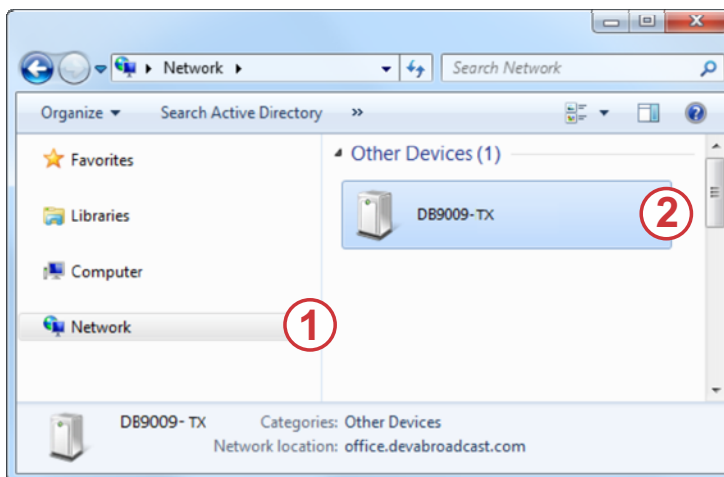 Network
Search Network
Organize
Search Active Directory
»
Favorites
Libraries
Computer
Network
1
Other Devices (1)
DB9009-TX
2
DB9009- TX Categories: Other Devices
Network location: office.devabroadcast.com